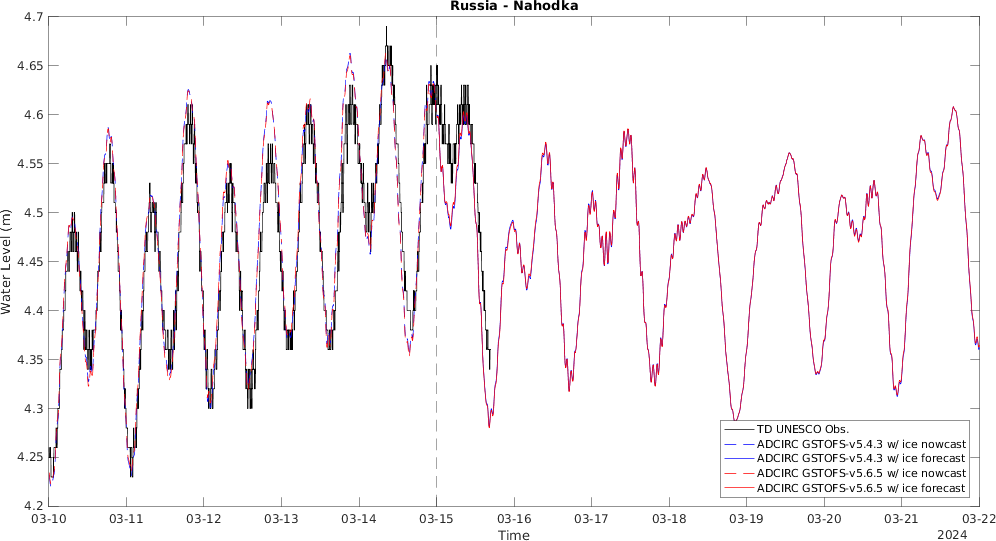 Russia - Nahodka
4.7
4.65
4.6
4.55
4.5
4.45
4.4
4.35
4.3
4.25
4.2
Water Level (m)
TD UNESCO Obs.
ADCIRC GSTOFS-v5.4.3 w/ ice nowcast
ADCIRC GSTOFS-v5.4.3 w/ ice forecast
ADCIRC GSTOFS-v5.6.5 w/ ice nowcast
ADCIRC GSTOFS-v5.6.5 w/ ice forecast
03-10 03-11 03-12 03-13 03-14 03-15 03-16 03-17 03-18 03-19 03-20 03-21 03-22
Time
2024